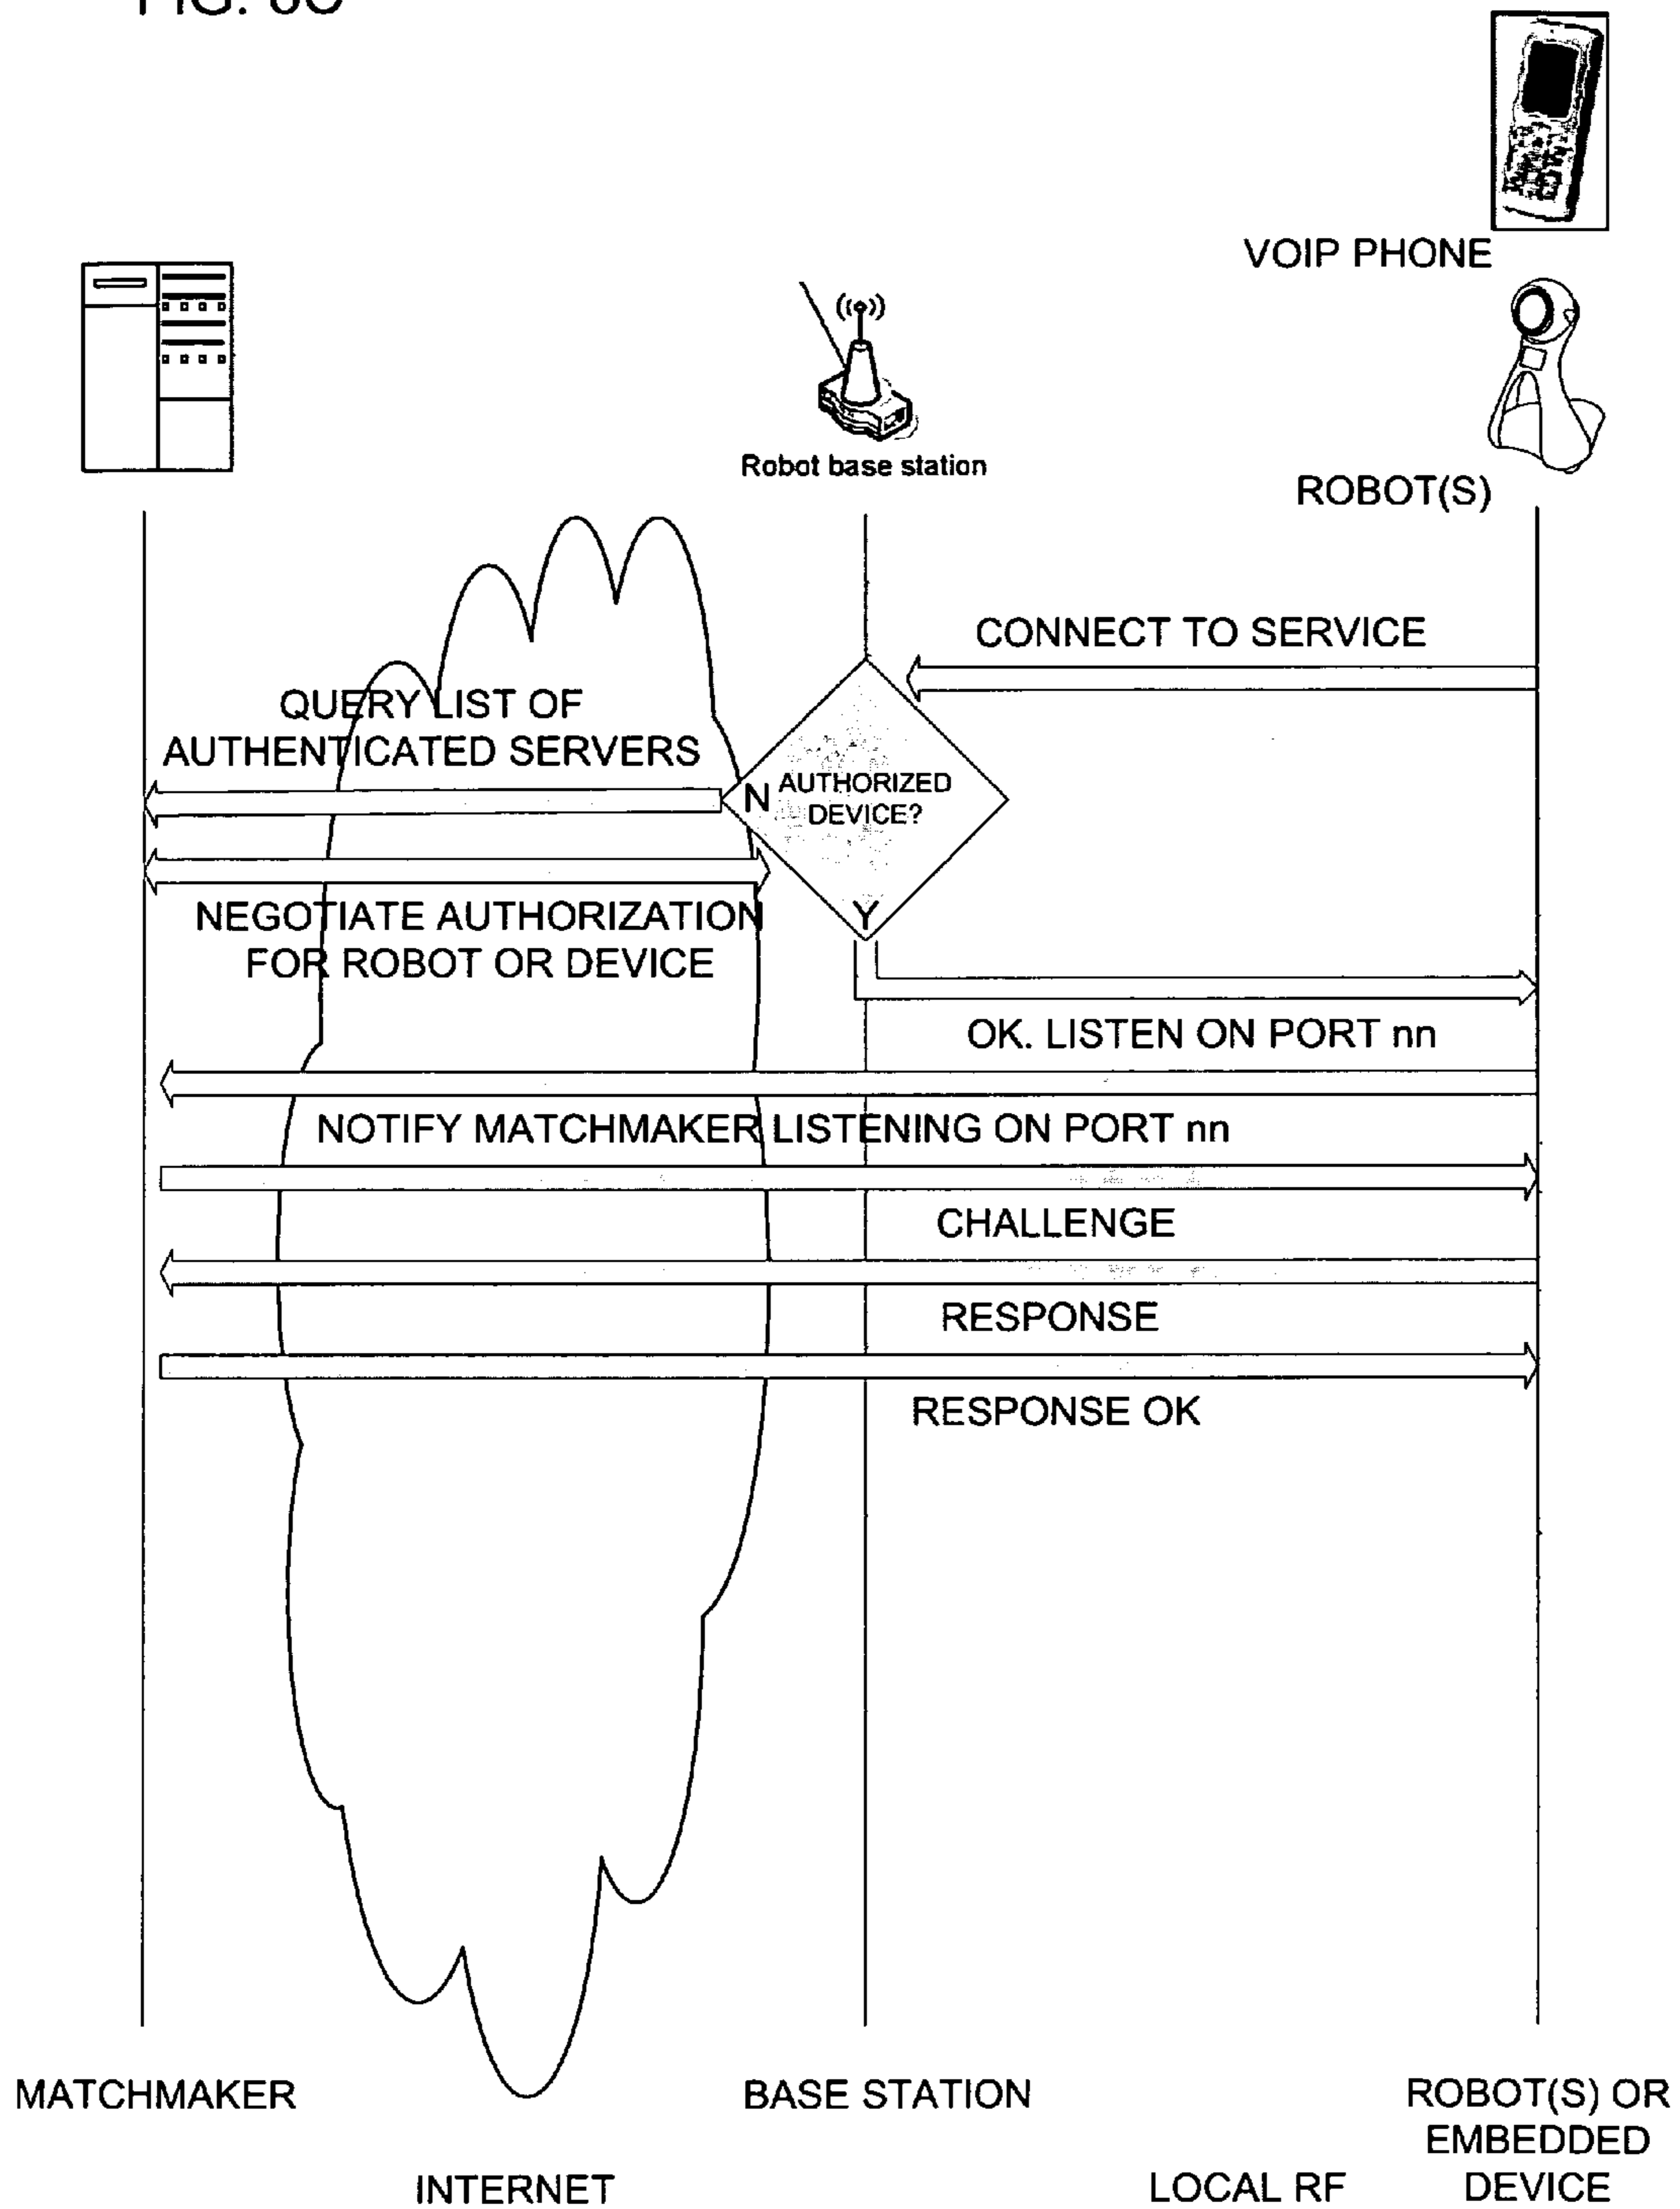 VOIP PHONE
Robot base station
ROBOT(S)
CONNECT TO SERVICE
QUERY LIST OF
AUTHENTICATED SERVERS
N
AUTHORIZED
DEVICE?
NEGOTIATE AUTHORIZATION
FOR ROBOT OR DEVICE
Y
OK. LISTEN ON PORT nn
NOTIFY MATCHMAKER LISTENING ON PORT nn
CHALLENGE
RESPONSE
RESPONSE OK
MATCHMAKER
BASE STATION
ROBOT(S) OR
EMBEDDED
DEVICE
INTERNET
LOCAL RF